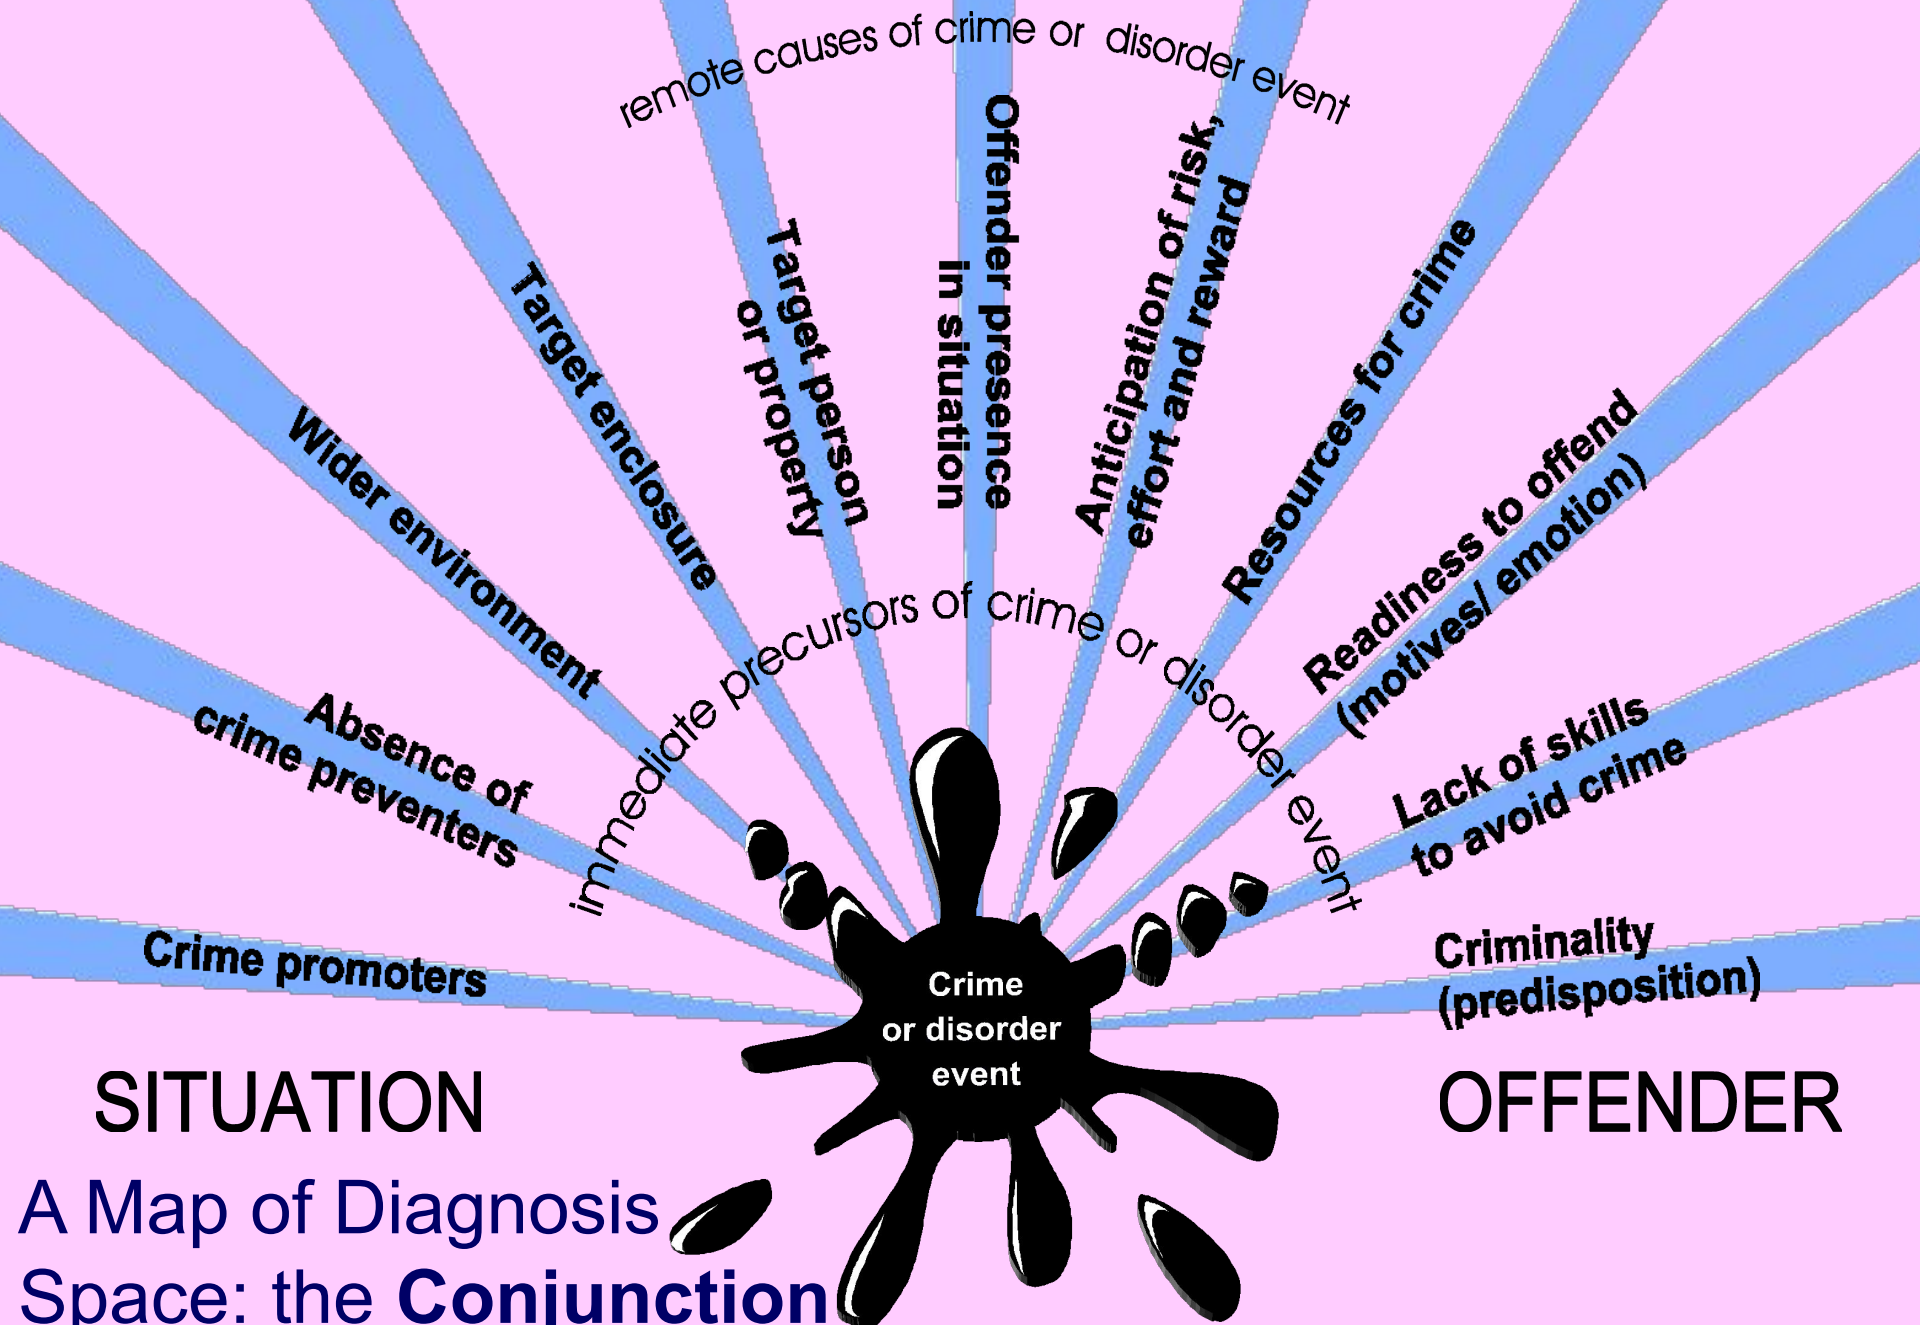 remote causes of crime or disorder event
Offender presence
in situation
Target person
or property
Anticipation of risk,
effort and reward
Target enclosure
Resources for crime
Wider environment
Readiness to offend
(motives/ emotion)
immediate precursors of crime or disorder event
Absence of
crime preventers
Lack of skills
to avoid crime
Crime promoters
Criminality
(predisposition)
Crime
or disorder
event
SITUATION
OFFENDER
A Map of Diagnosis
Space: the Conjunction